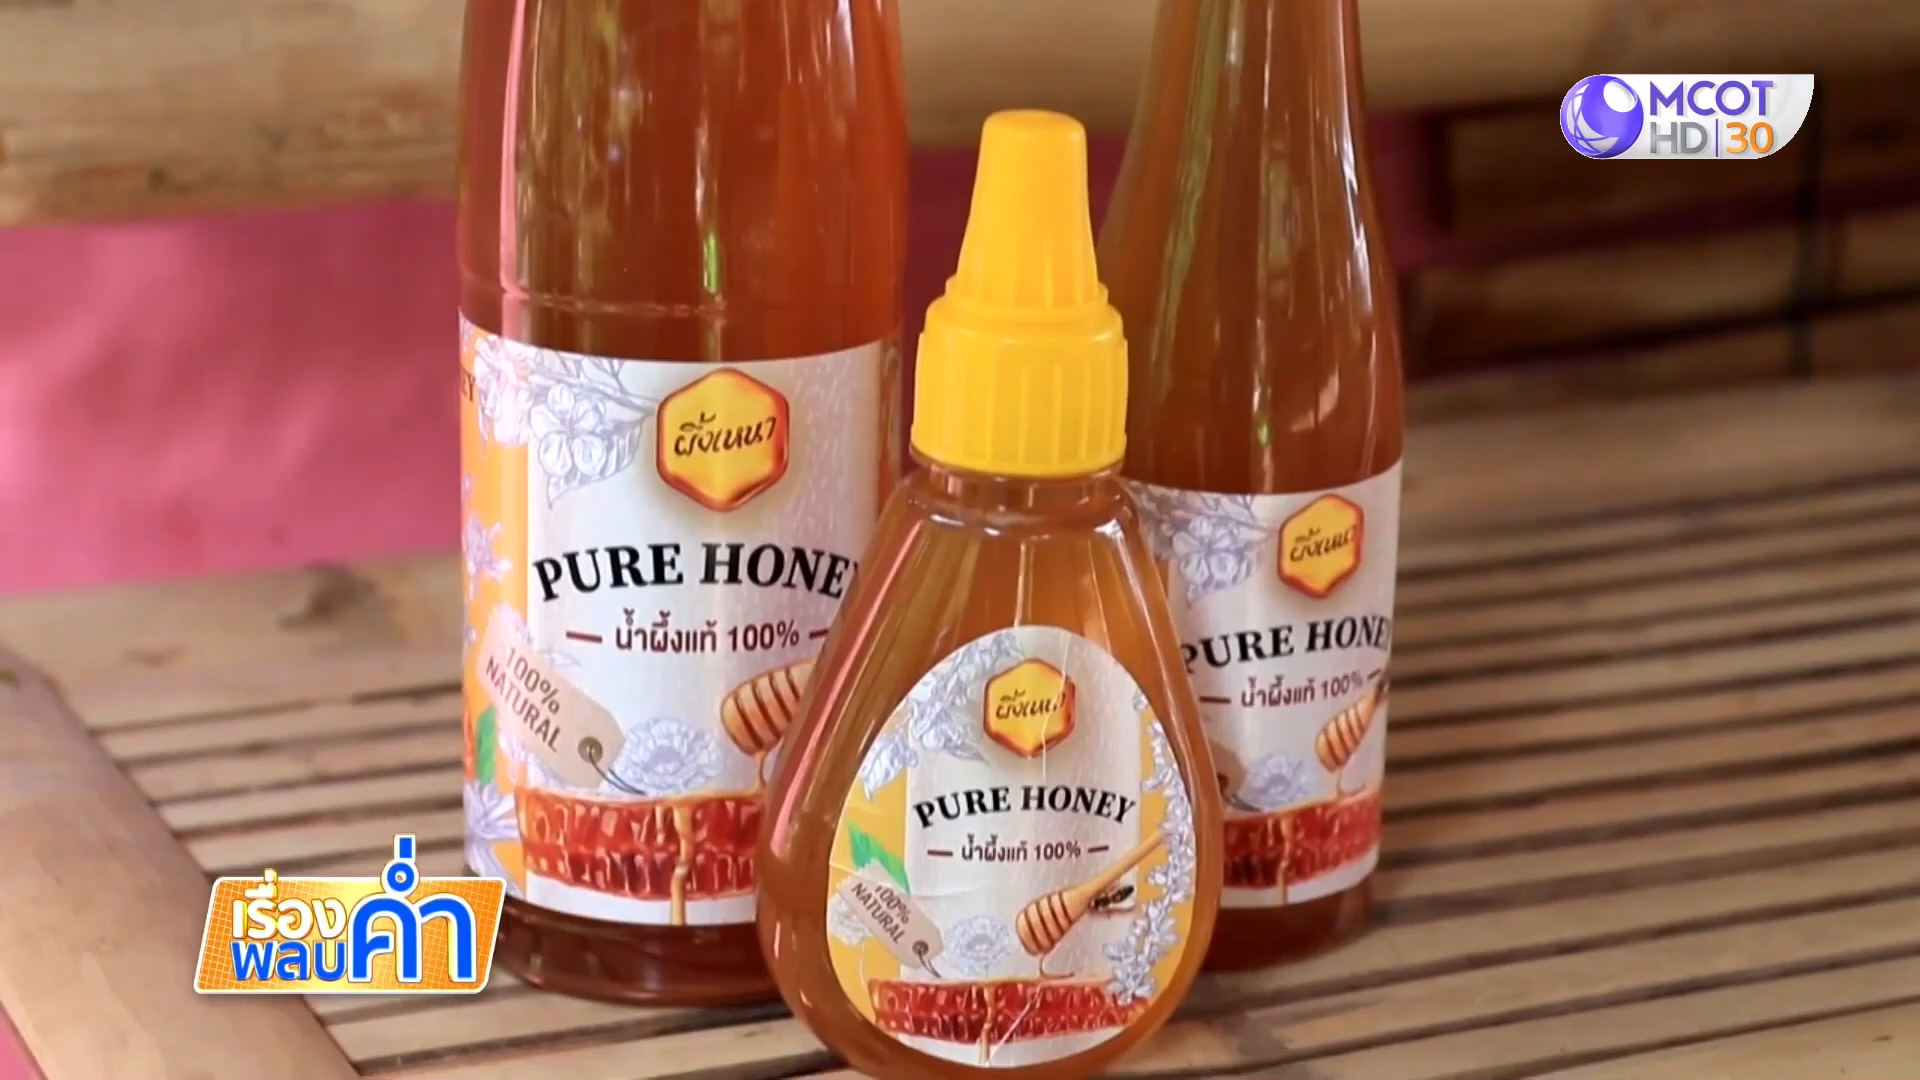 MCOT
HD|30
ผึ้งเหนา
PURE HONEY
น้ำผึ้งแท้ 100%
100%
NATURAL
ผึ้งเหนา
PURE HONEY
น้ำผึ้งแท้ 100%
100%
NATURAL
ผึ้งเหนา
PURE HONEY
น้ำผึ้งแท้ 100%
เรื่อง
พลบค่ำ